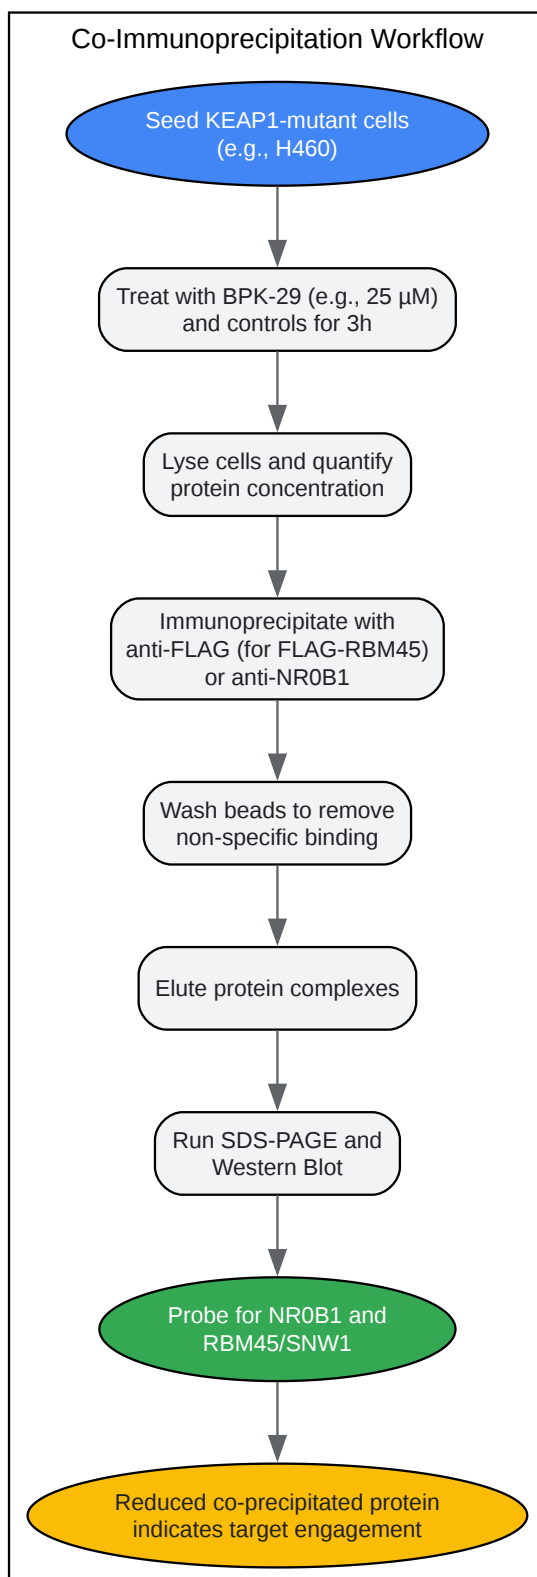 Co-Immunoprecipitation Workflow
Seed KEAP1-mutant cells
(e.g., H460)
Treat with BPK-29 (e.g., 25 µM)
and controls for 3h
Lyse cells and quantify
protein concentration
Immunoprecipitate with
anti-FLAG (for FLAG-RBM45)
or anti-NR0B1
Wash beads to remove
non-specific binding
Elute protein complexes
Run SDS-PAGE and
Western Blot
Probe for NR0B1 and
RBM45/SNW1
Reduced co-precipitated protein
indicates target engagement